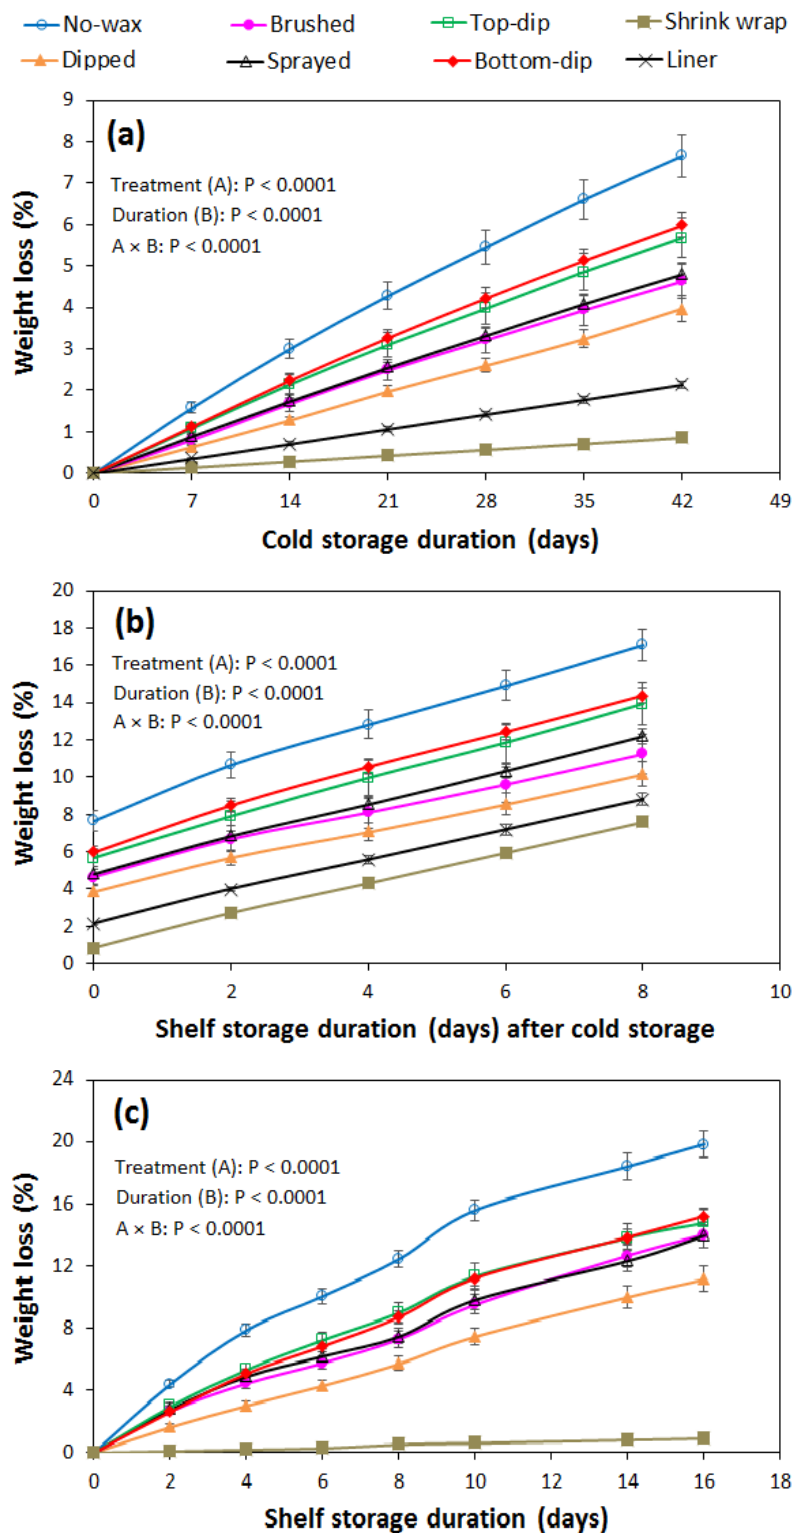 No-wax Brushed Top-dip Shrink wrap
Dipped Sprayed Bottom-dip Liner
9
(a)
8
Treatment (A): P < 0.0001
7
Duration (B): P < 0.0001
6
A × B: P < 0.0001
5
4
3
2
1
0
Weight loss (%)
0 7 14 21 28 35 42 49
Cold storage duration (days)
20
(b)
18
Treatment (A): P < 0.0001
16
Duration (B): P < 0.0001
14
A × B: P < 0.0001
12
10
8
6
4
2
0
Weight loss (%)
0 2 4 6 8 10
Shelf storage duration (days) after cold storage
24
(c)
20
Treatment (A): P < 0.0001
Duration (B): P < 0.0001
16
A × B: P < 0.0001
12
8
4
0
Weight loss (%)
0 2 4 6 8 10 12 14 16 18
Shelf storage duration (days)